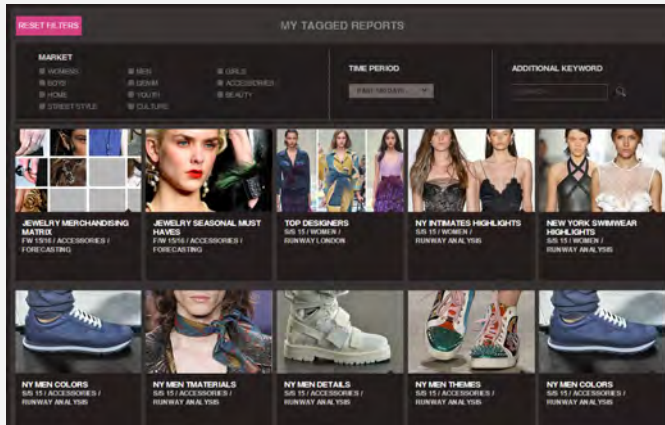 RESET FILTERS
MY TAGGED REPORTS
MARKET
WOMENS
MEN
GIRLS
BOYS
DENIM
ACCESSORIES
HOME
YOUTH
BEAUTY
STREET STYLE
CULTURE
TIME PERIOD
ADDITIONAL KEYWORD
JEWELRY MERCHANDISING
MATRIX
F/W 15/16 / ACCESSORIES /
FORECASTING
JEWELRY SEASONAL MUST
HAVES
F/W 15/16 / ACCESSORIES /
FORECASTING
TOP DESIGNERS
S/S 15 / WOMEN /
RUNWAY LONDON
NY INTIMATES HIGHLIGHTS
S/S 15 / WOMEN /
RUNWAY ANALYSIS
NEW YORK SWIMWEAR
HIGHLIGHTS
S/S 15 / WOMEN /
RUNWAY ANALYSIS
NY MEN COLORS
S/S 15 / ACCESSORIES /
RUNWAY ANALYSIS
NY MEN TMATERIALS
S/S 15 / ACCESSORIES /
RUNWAY ANALYSIS
NY MEN DETAILS
S/S 15 / ACCESSORIES /
RUNWAY ANALYSIS
NY MEN THEMES
S/S 15 / ACCESSORIES /
RUNWAY ANALYSIS
NY MEN COLORS
S/S 15 / ACCESSORIES /
RUNWAY ANALYSIS